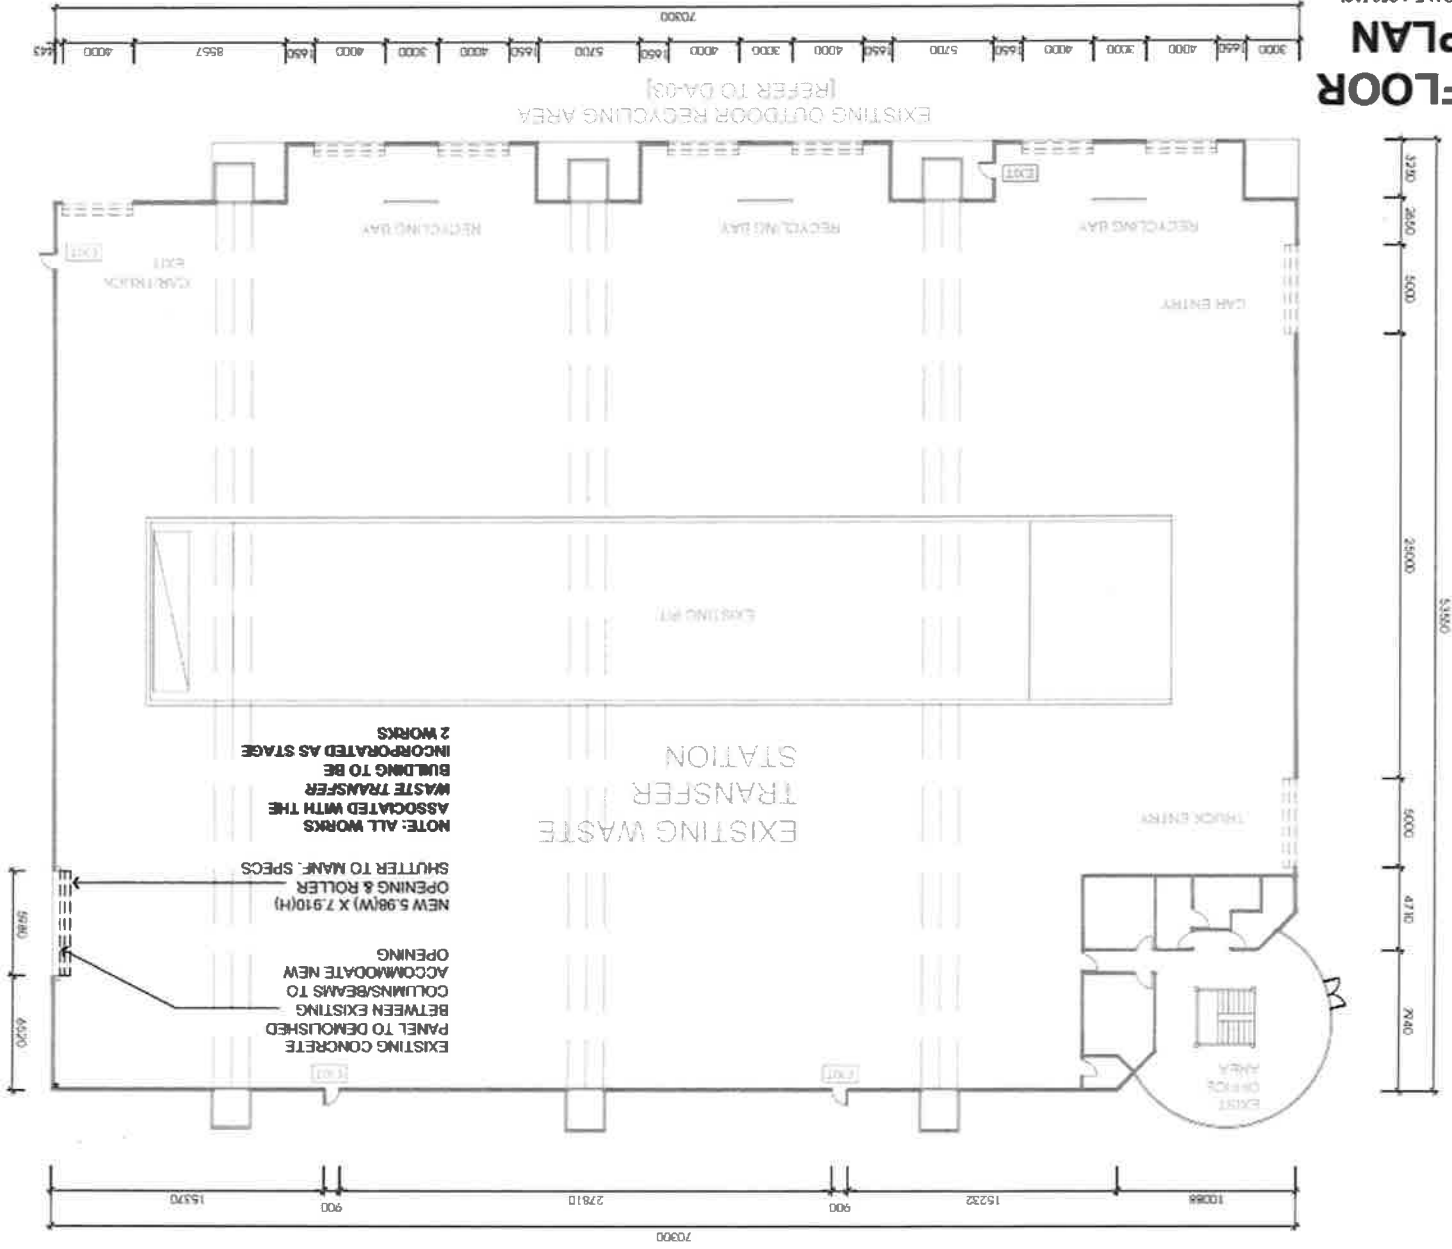 70300
10088
15232
900
27810
900
15370
EXIST
OFFICE
AREA
EXIT
EXIT
EXISTING CONCRETE
PANEL TO DEMOLISHED
BETWEEN EXISTING
COLUMNS/BEAMS TO
ACCOMMODATE NEW
OPENING
NEW 5.98(W) X 7.910(H)
OPENING & ROLLER
SHUTTER TO MANF. SPECS
NOTE: ALL WORKS
ASSOCIATED WITH THE
WASTE TRANSFER
BUILDING TO BE
INCORPORATED AS STAGE
2 WORKS
6520
5980
7940
4710
5000
25000
5000
2650
3250
53550
TRUCK ENTRY
EXISTING WASTE
TRANSFER
STATION
EXISTING PIT
CAR ENTRY
CAR/TRUCK
EXIT
EXIT
RECYCLING BAY
RECYCLING BAY
RECYCLING BAY
EXIT
EXISTING OUTDOOR RECYCLING AREA
[REFER TO DA-03]
3000
1650
4000
3000
4000
1650
5700
1650
4000
3000
4000
1650
5700
1650
4000
3000
4000
1650
8557
4000
70300
FLOOR
PLAN